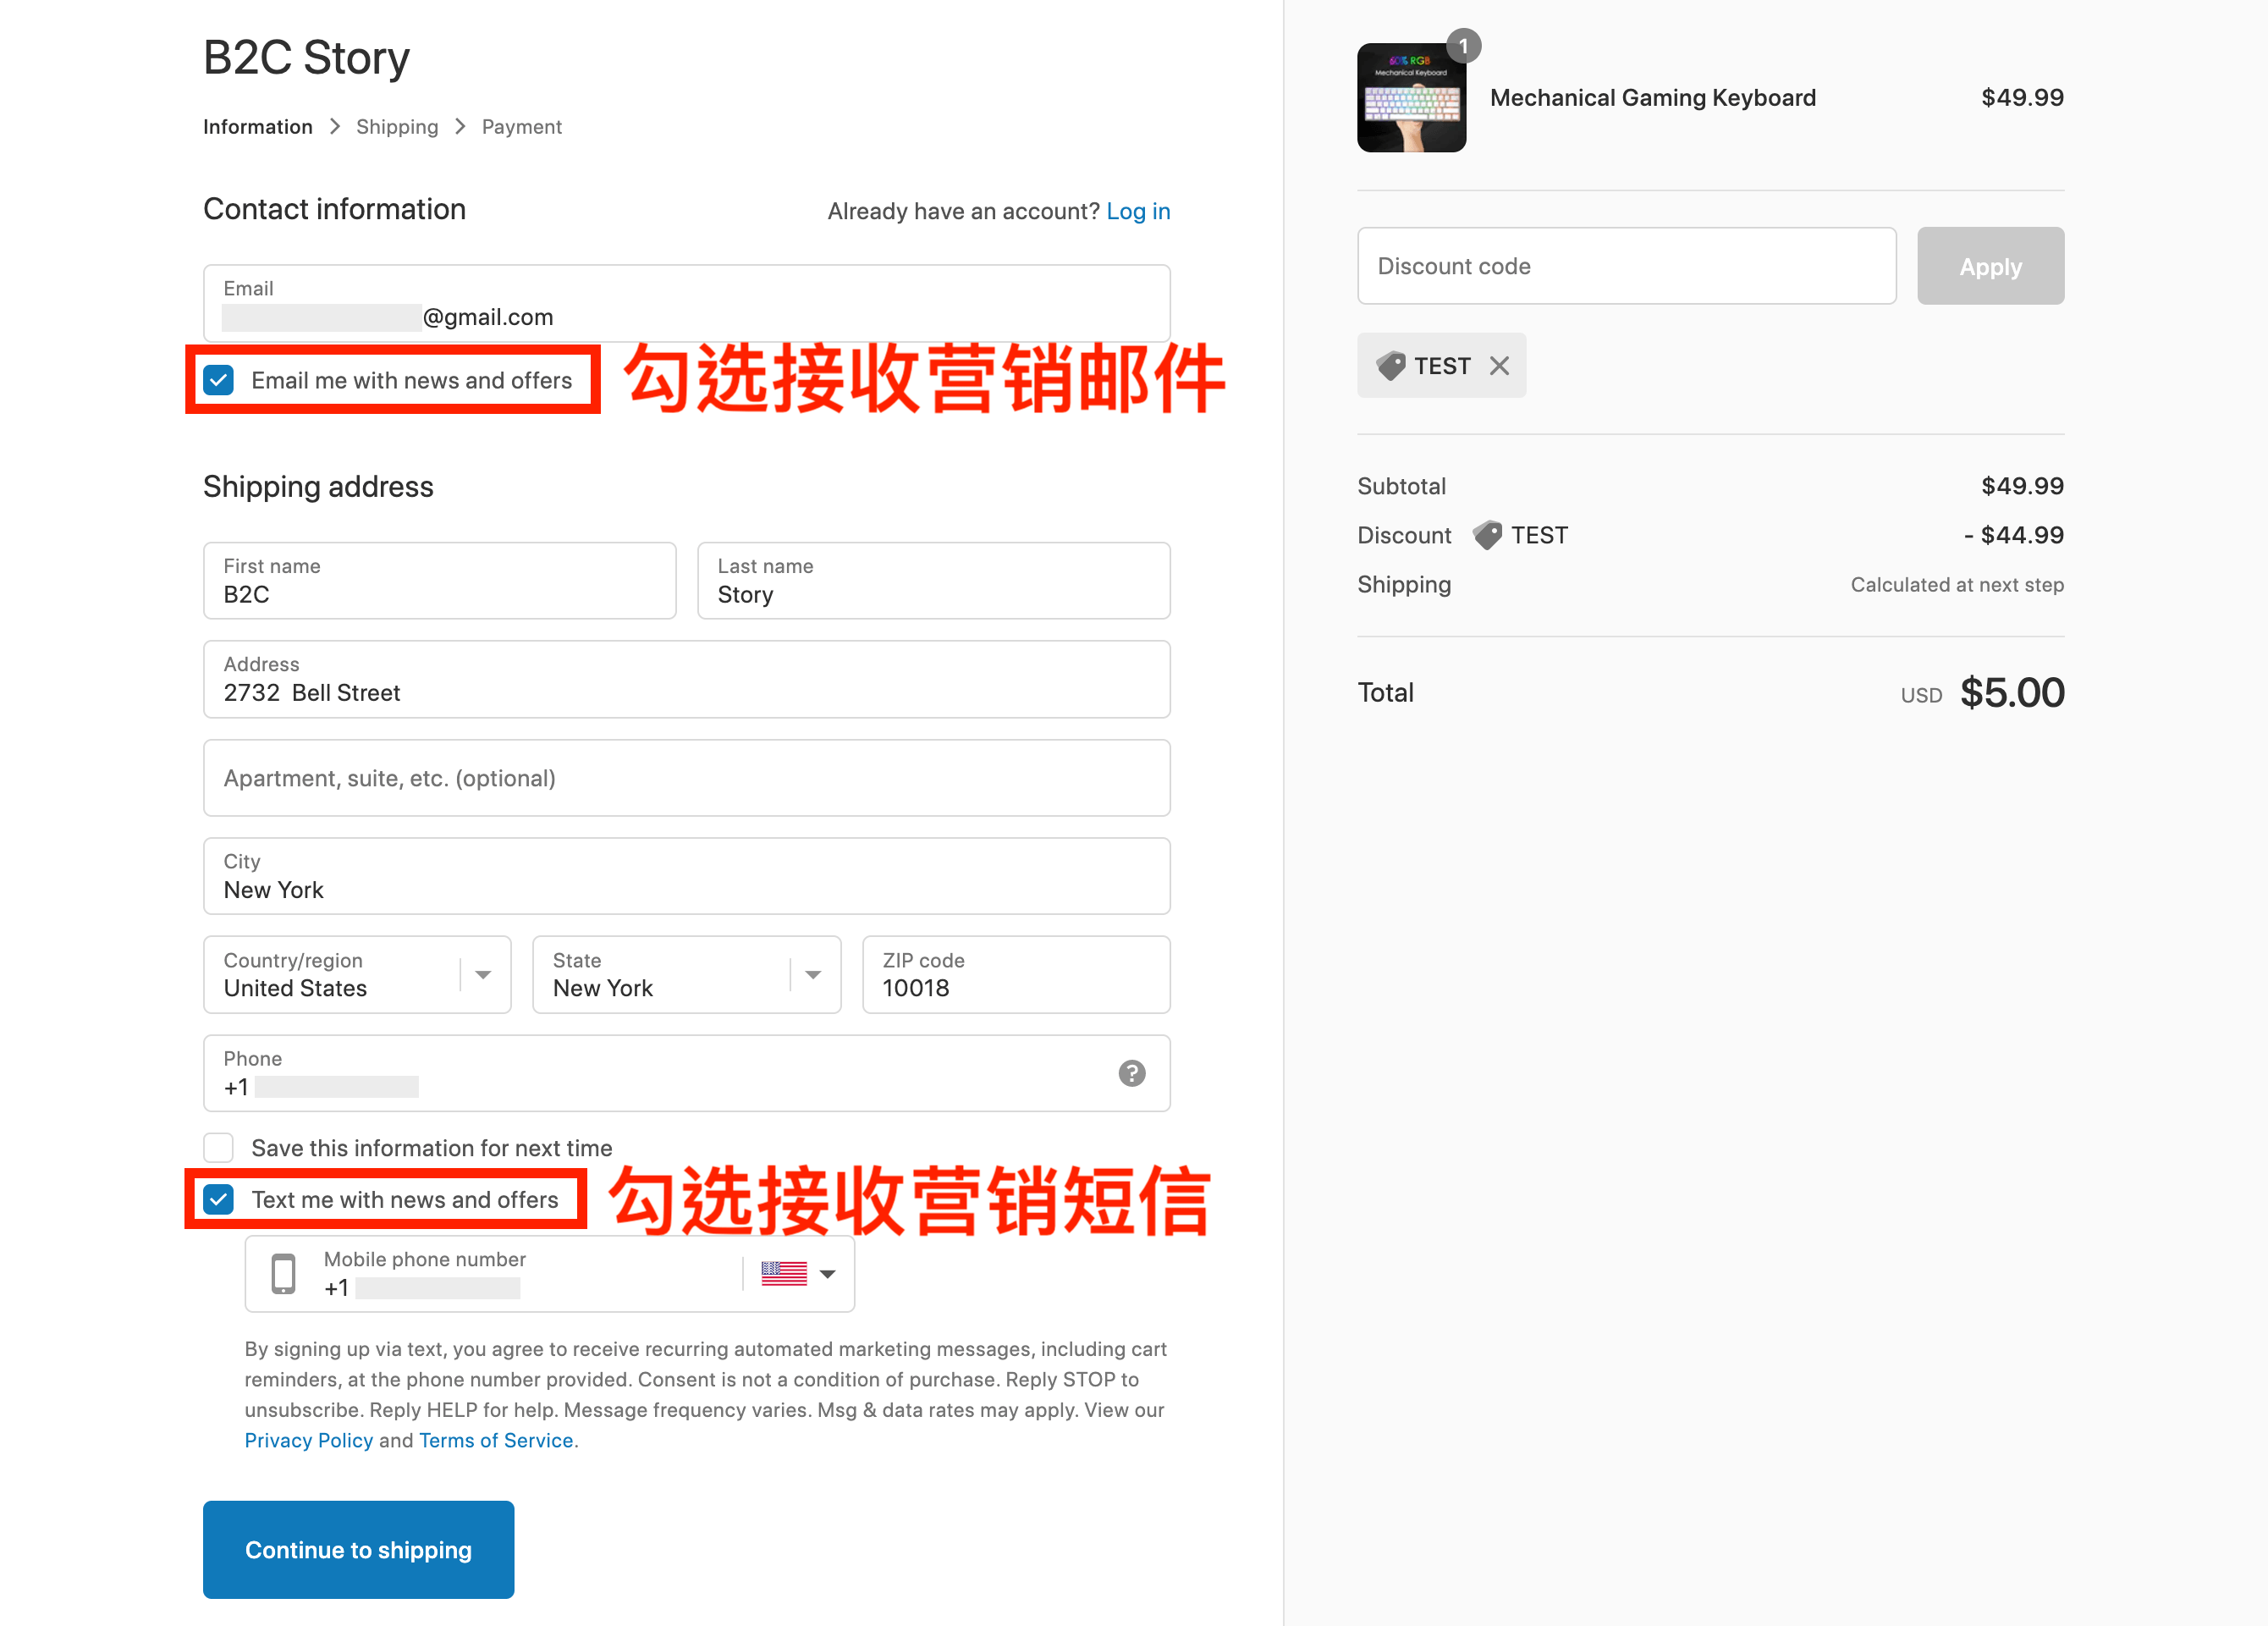 B2C Story
Information > Shipping > Payment
Contact information
Already have an account? Log in
Email
@gmail.com
Email me with news and offers
勾选接收营销邮件
Shipping address
First name
B2C
Last name
Story
Address
2732 Bell Street
Apartment, suite, etc. (optional)
City
New York
Country/region
United States
State
New York
ZIP code
10018
Phone
+1
?
Save this information for next time
Text me with news and offers
勾选接收营销短信
Mobile phone number
+1
By signing up via text, you agree to receive recurring automated marketing messages, including cart
reminders, at the phone number provided. Consent is not a condition of purchase. Reply STOP to
unsubscribe. Reply HELP for help. Message frequency varies. Msg & data rates may apply. View our
Privacy Policy and Terms of Service.
Continue to shipping
60% RGB
Mechanical Keyboard
1
Mechanical Gaming Keyboard
$49.99
Discount code
Apply
TEST
Subtotal
$49.99
Discount TEST
- $44.99
Shipping
Calculated at next step
Total
USD $5.00